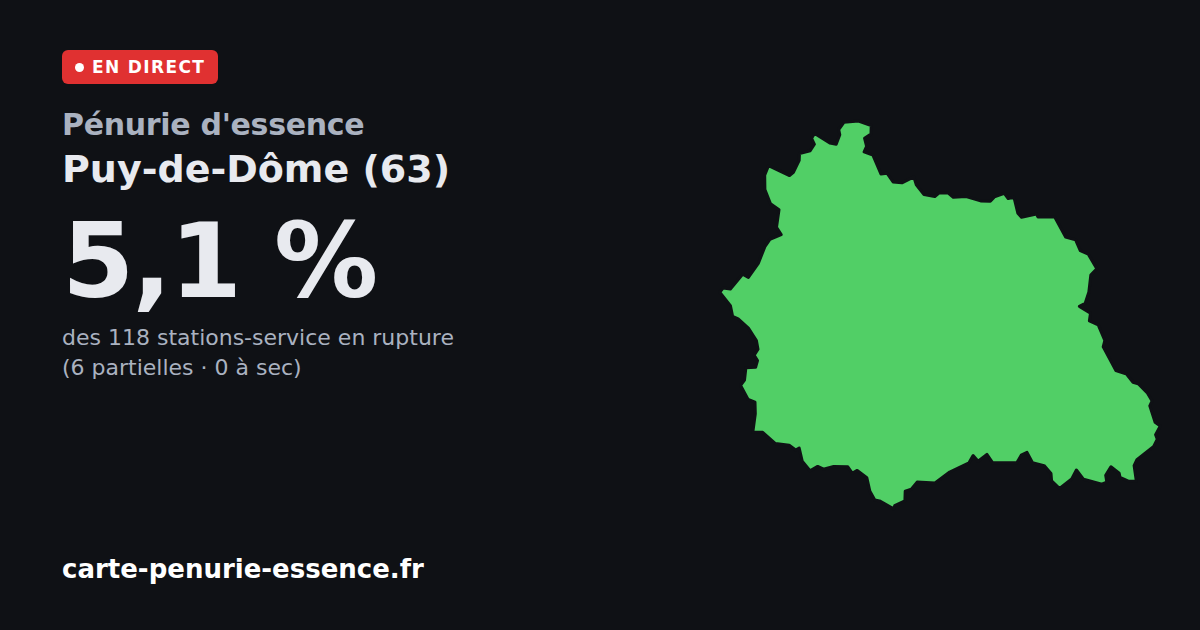 EN DIRECT
Pénurie d'essence
Puy-de-Dôme (63)
5,1 %
des 118 stations-service en rupture
(6 partielles · 0 à sec)
carte-penurie-essence.fr